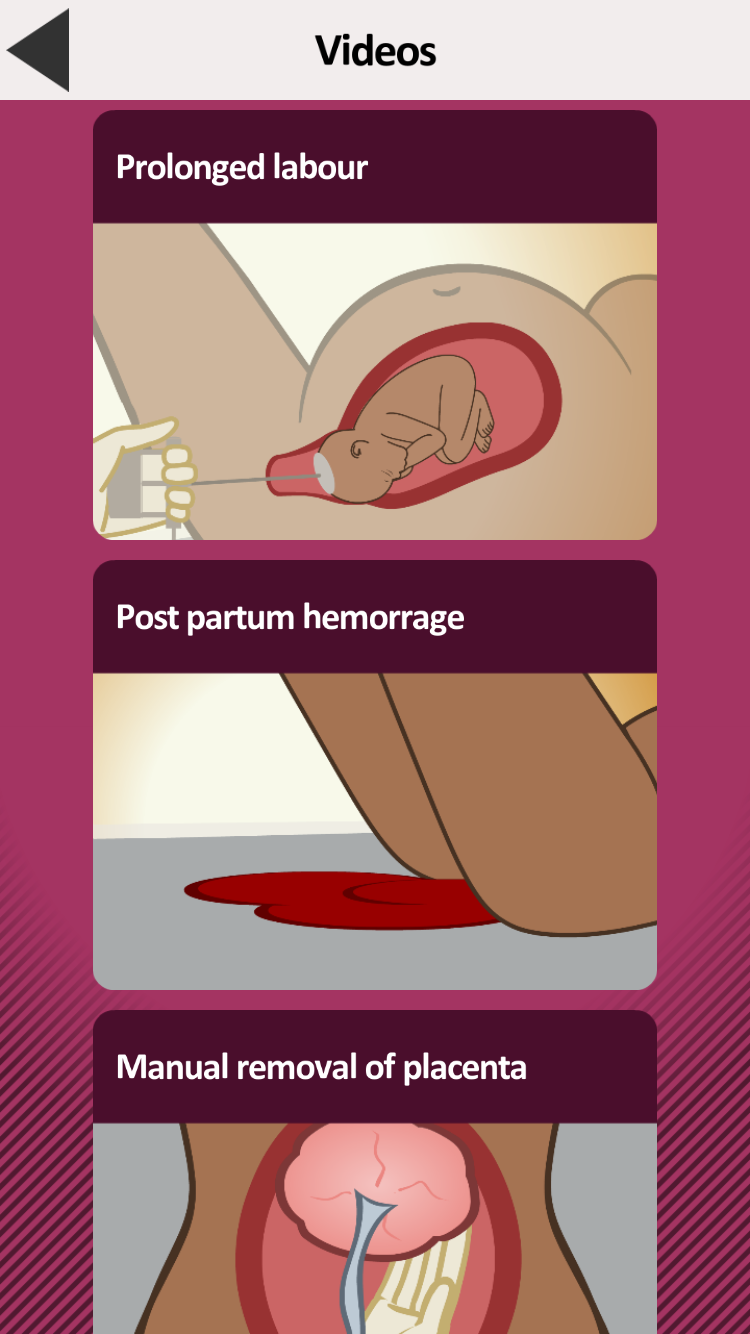 Videos
Prolonged labour
Post partum hemorrage
Manual removal of placenta